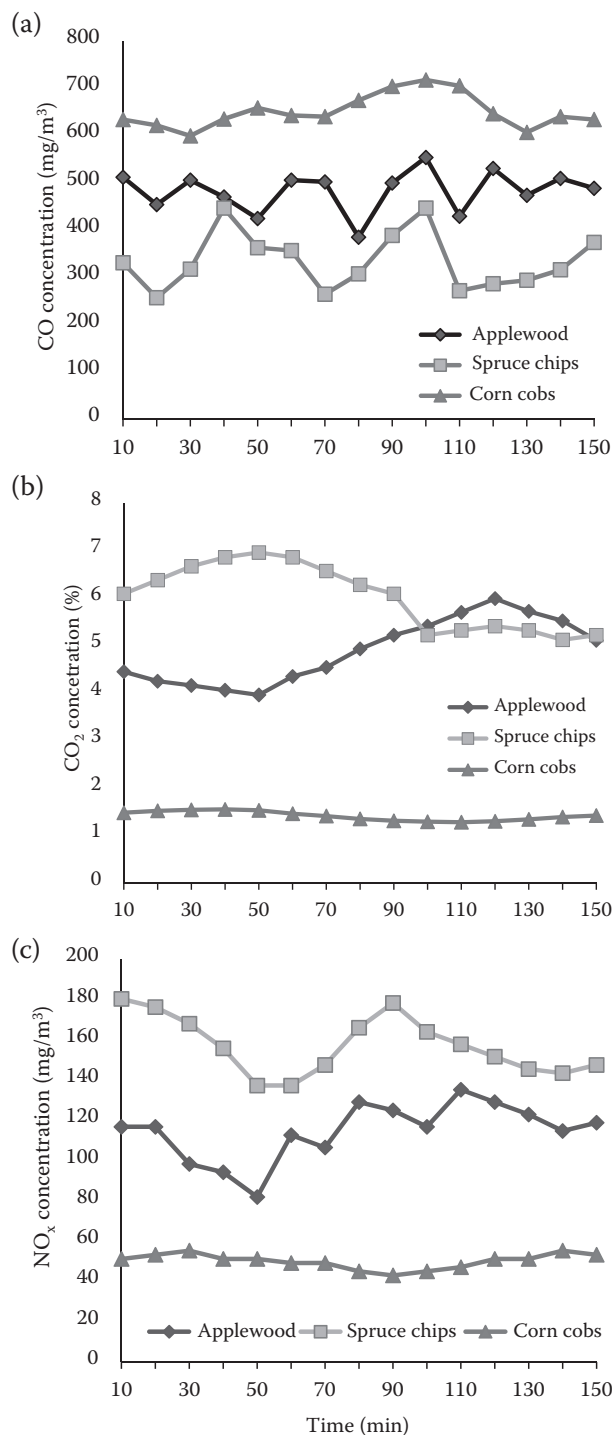 (a)
800
700
600
500
400
300
200
100
0
CO concentration (mg/m³)
Applewood
Spruce chips
Corn cobs
10 30 50 70 90 110 130 150
(b)
8
7
6
5
4
3
2
1
0
CO₂ concetration (%)
Applewood
Spruce chips
Corn cobs
10 30 50 70 90 110 130 150
(c)
200
180
160
140
120
100
80
60
40
20
0
NOₓ concentration (mg/m³)
Applewood Spruce chips Corn cobs
10 30 50 70 90 110 130 150
Time (min)